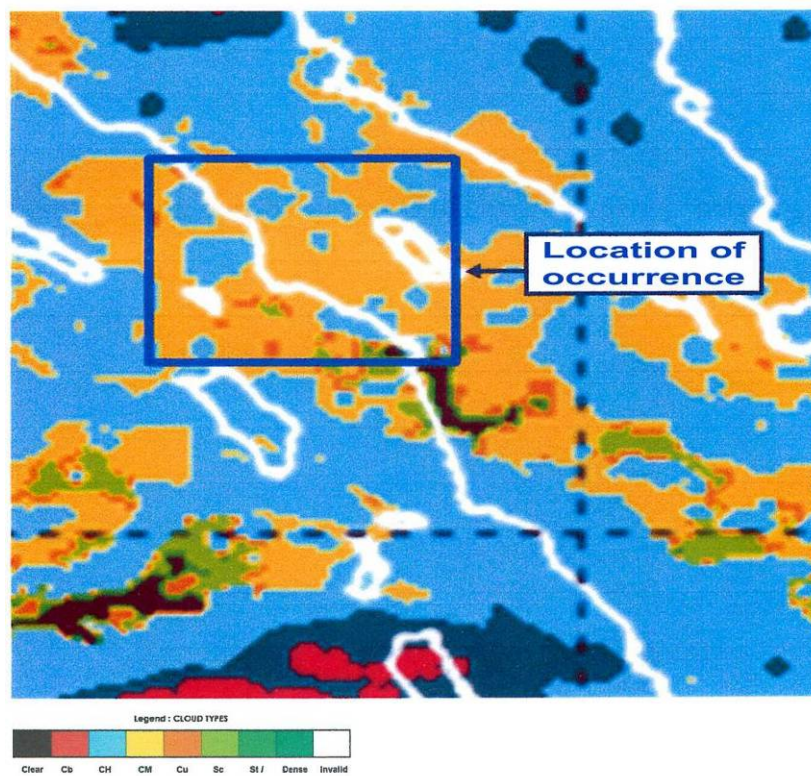 Location of
occurrence
Legend : CLOUD TYPES
Clear Cb CH CM Cu Sc St / Dense Invalid